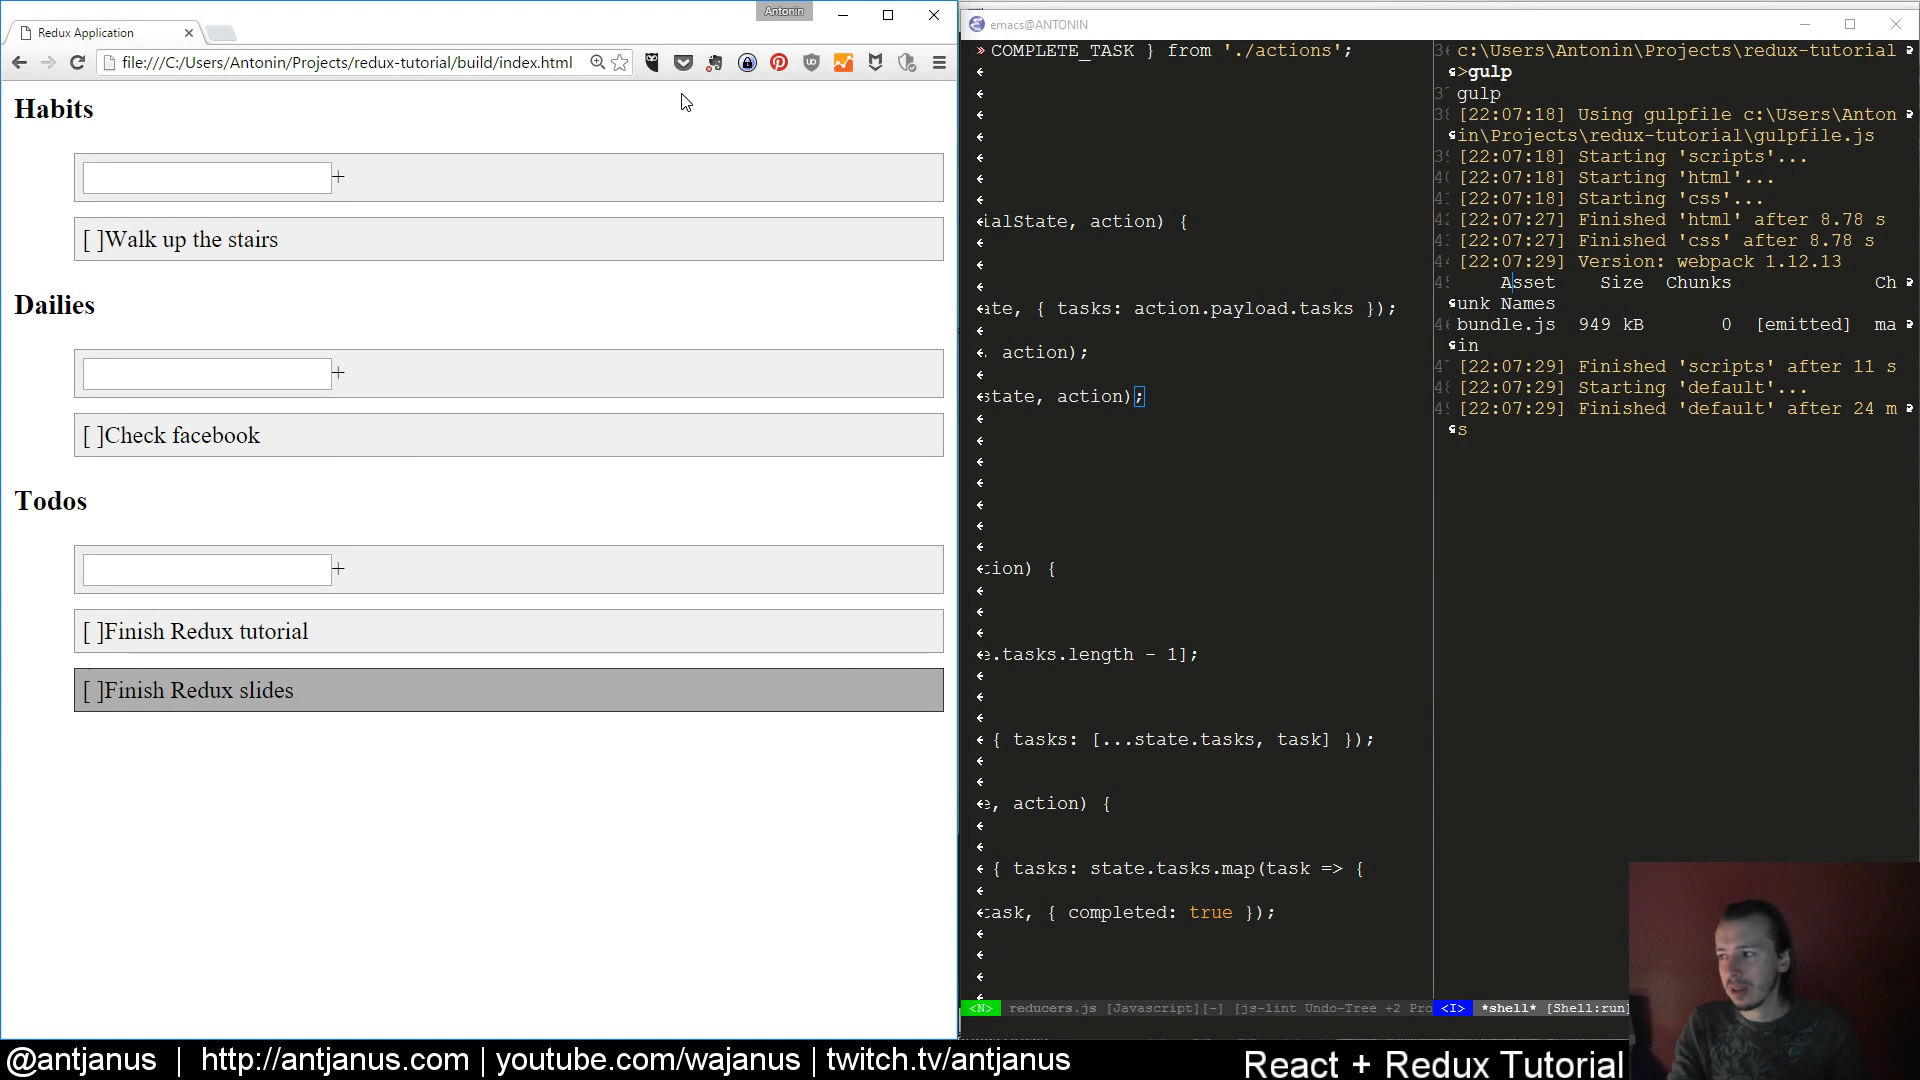 Antonin
Redux Application
file:///C:/Users/Antonin/Projects/redux-tutorial/build/index.html
Habits
+
[ ]Walk up the stairs
Dailies
+
[ ]Check facebook
Todos
+
[ ]Finish Redux tutorial
[ ]Finish Redux slides
emacs@ANTONIN
COMPLETE_TASK } from './actions';
ialState, action) {
ate, { tasks: action.payload.tasks });
, action);
state, action);
tion) {
e.tasks.length - 1];
{ tasks: [...state.tasks, task] });
e, action) {
{ tasks: state.tasks.map(task => {
task, { completed: true });
<N> reducers.js [Javascript][-] [js-lint Undo-Tree +2 Pro
c:\Users\Antonin\Projects\redux-tutorial
>gulp
gulp
[22:07:18] Using gulpfile c:\Users\Anton
in\Projects\redux-tutorial\gulpfile.js
[22:07:18] Starting 'scripts'...
[22:07:18] Starting 'html'...
[22:07:18] Starting 'css'...
[22:07:27] Finished 'html' after 8.78 s
[22:07:27] Finished 'css' after 8.78 s
[22:07:29] Version: webpack 1.12.13
Asset Size Chunks Ch
unk Names
bundle.js 949 kB 0 [emitted] ma
in
[22:07:29] Finished 'scripts' after 11 s
[22:07:29] Starting 'default'...
[22:07:29] Finished 'default' after 24 m
s
<I> *shell* [Shell:run]
@antjanus | http://antjanus.com | youtube.com/wajanus | twitch.tv/antjanus
React + Redux Tutorial